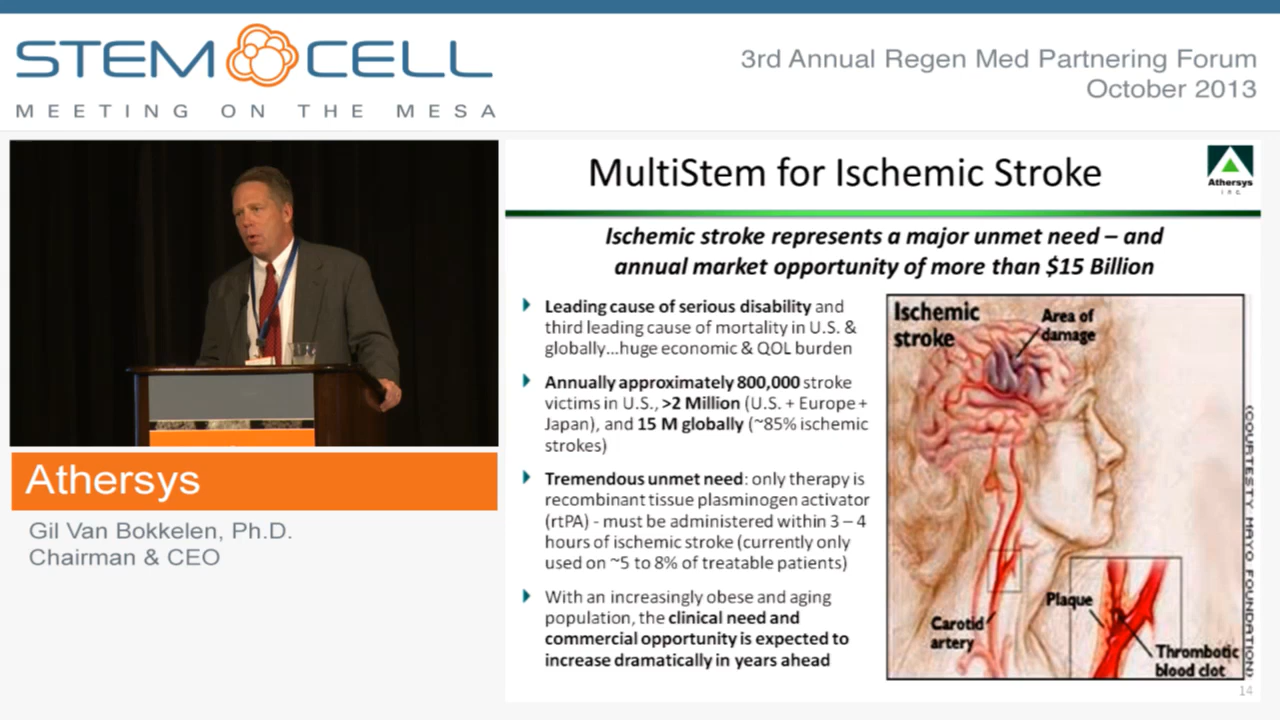 STEM CELL
MEETING ON THE MESA
3rd Annual Regen Med Partnering Forum
October 2013
Athersys
Gil Van Bokkelen, Ph.D.
Chairman & CEO
MultiStem for Ischemic Stroke
Athersys
inc.
Ischemic stroke represents a major unmet need – and
annual market opportunity of more than $15 Billion
Leading cause of serious disability and
third leading cause of mortality in U.S. &
globally...huge economic & QOL burden
Annually approximately 800,000 stroke
victims in U.S., >2 Million (U.S. + Europe +
Japan), and 15 M globally (~85% ischemic
strokes)
Tremendous unmet need: only therapy is
recombinant tissue plasminogen activator
(rtPA) - must be administered within 3 – 4
hours of ischemic stroke (currently only
used on ~5 to 8% of treatable patients)
With an increasingly obese and aging
population, the clinical need and
commercial opportunity is expected to
increase dramatically in years ahead
Ischemic
stroke
Area of
damage
Plaque
Carotid
artery
Thrombotic
blood clot
(COURTESTY, MAYO FOUNDATION)
14